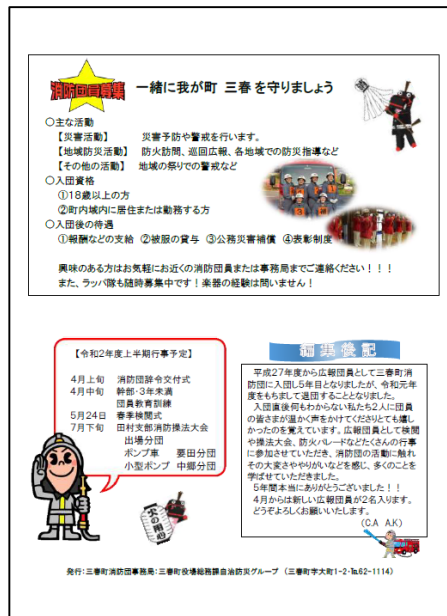 消防団員募集 一緒に我が町 三春を守りましょう
○主な活動
【災害活動】 災害予防や警戒を行います。
【地域防災活動】 防火訪問、巡回広報、各地域での防災指導など
【その他の活動】 地域の祭りでの警戒など
○入団資格
①18歳以上の方
②町内域内に居住または勤務する方
○入団後の待遇
①報酬などの支給 ②被服の貸与 ③公務災害補償 ④表彰制度
興味のある方はお気軽にお近くの消防団員または事務局までご連絡ください！！！
また、ラッパ隊も随時募集中です！楽器の経験は問いません！
【令和2年度上半期行事予定】
4月上旬 消防団辞令交付式
4月中旬 幹部・3年未満
団員教育訓練
5月24日 春季検閲式
7月下旬 田村支部消防操法大会
出場分団
ポンプ車 要田分団
小型ポンプ 中郷分団
火の用心
編集後記
平成27年度から広報団員として三春町消
防団に入団し5年目となりましたが、令和元年
度をもちまして退団することとなりました。
入団直後何もわからない私たち2人に団員
の皆さまが温かく声をかけてくださりとても嬉し
かったのを覚えています。広報団員として検閲
や操法大会、防火パレードなどたくさんの行事
に参加させていただき、消防団の活動に触れ
その大変さややりがいなどを感じ、多くのことを
学ばせていただきました。
5年間本当にありがとうございました！！
4月からは新しい広報団員が2名入ります。
どうぞよろしくお願いいたします。
(C.A A.K)
発行：三春町消防団事務局：三春町役場総務課自治防災グループ （三春町字大町1-2・℡62-1114）